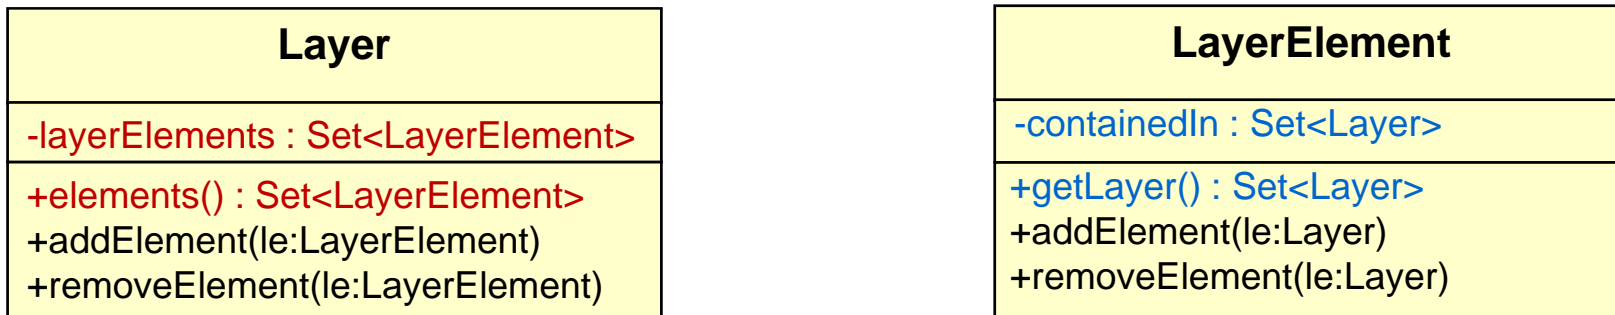 Layer
-layerElements : Set<LayerElement>
+elements() : Set<LayerElement>
+addElement(le:LayerElement)
+removeElement(le:LayerElement)
LayerElement
-containedIn : Set<Layer>
+getLayer() : Set<Layer>
+addElement(le:Layer)
+removeElement(le:Layer)